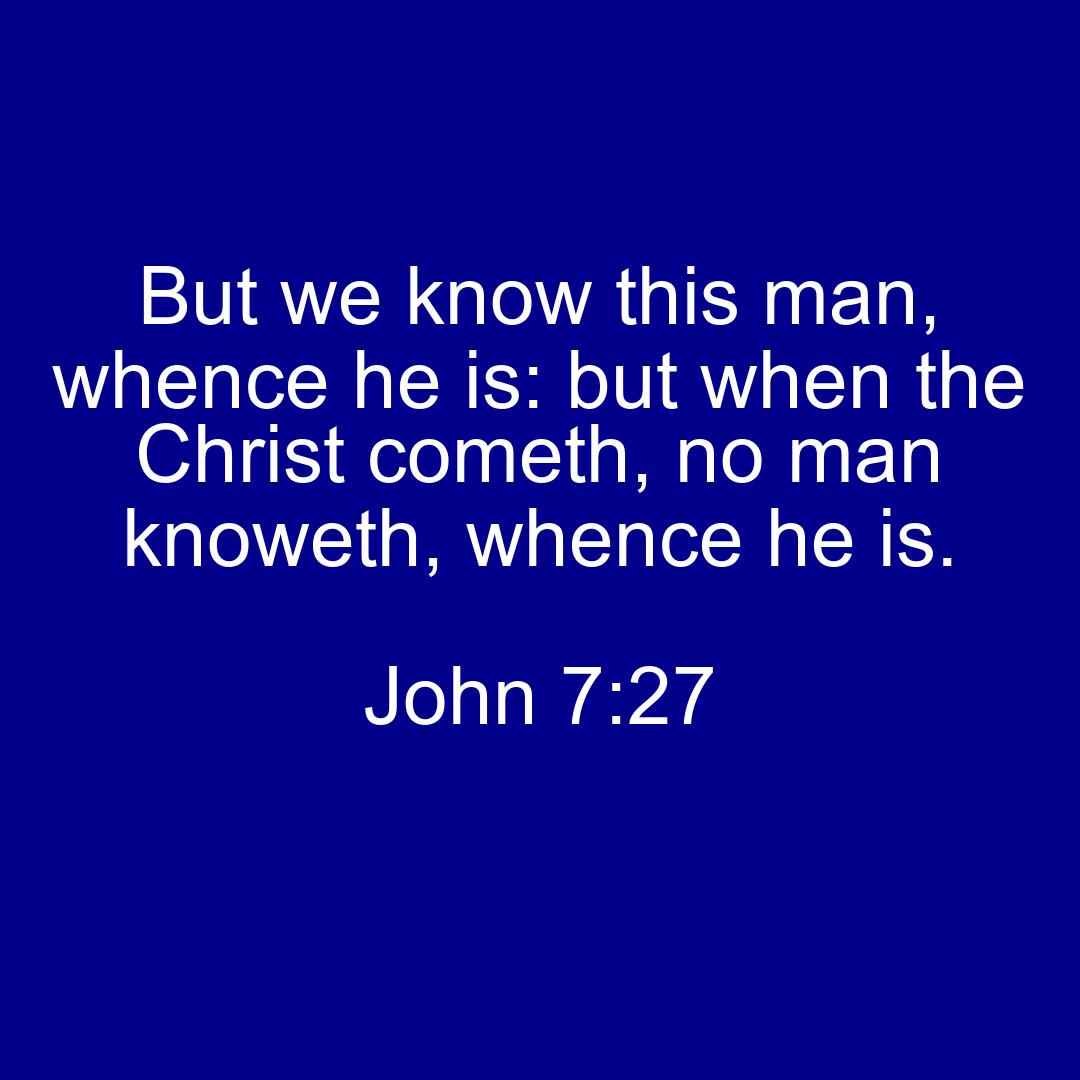 But we know this man,
whence he is: but when the
Christ cometh, no man
knoweth, whence he is.
John 7:27